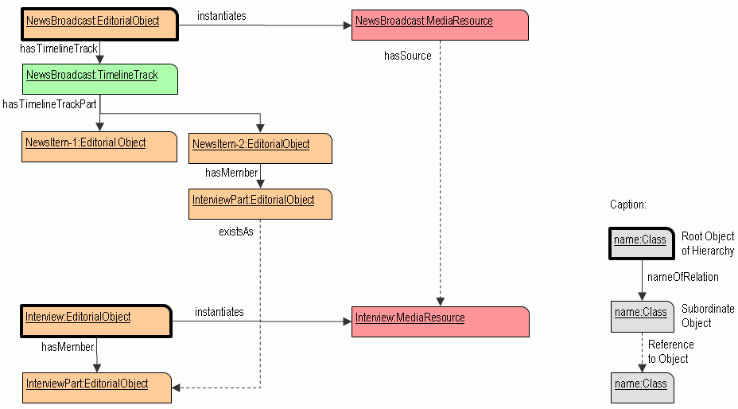 NewsBroadcast:EditorialObject
instantiates
NewsBroadcast:MediaResource
hasTimelineTrack
hasSource
NewsBroadcast:TimelineTrack
hasTimelineTrackPart
NewsItem-1:Editorial Object
NewsItem-2:EditorialObject
hasMember
InterviewPart:EditorialObject
existsAs
Interview:EditorialObject
instantiates
Interview:MediaResource
hasMember
InterviewPart:EditorialObject
Caption:
name:Class
Root Object
of Hierarchy
nameOfRelation
name:Class
Subordinate
Object
Reference
to Object
name:Class